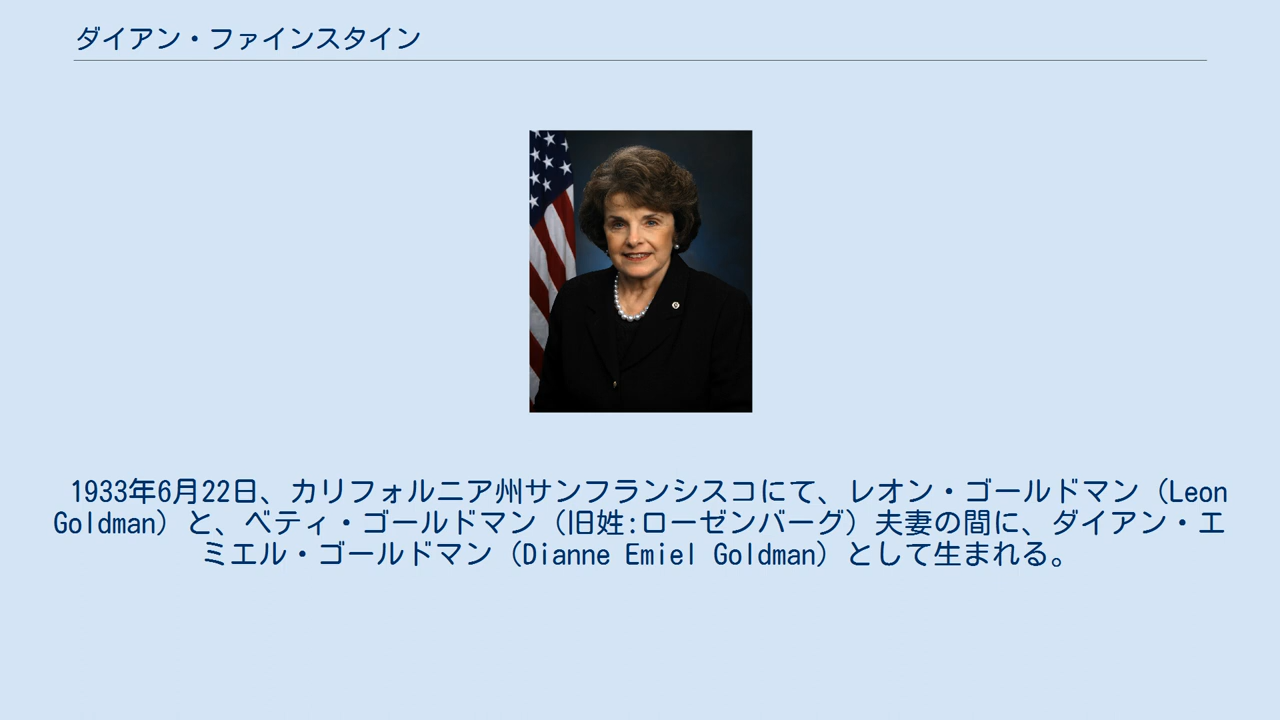 ダイアン・ファインスタイン
1933年6月22日、カリフォルニア州サンフランシスコにて、レオン・ゴールドマン（Leon
Goldman）と、ベティ・ゴールドマン（旧姓:ローゼンバーグ）夫妻の間に、ダイアン・エ
ミエル・ゴールドマン（Dianne Emiel Goldman）として生まれる。